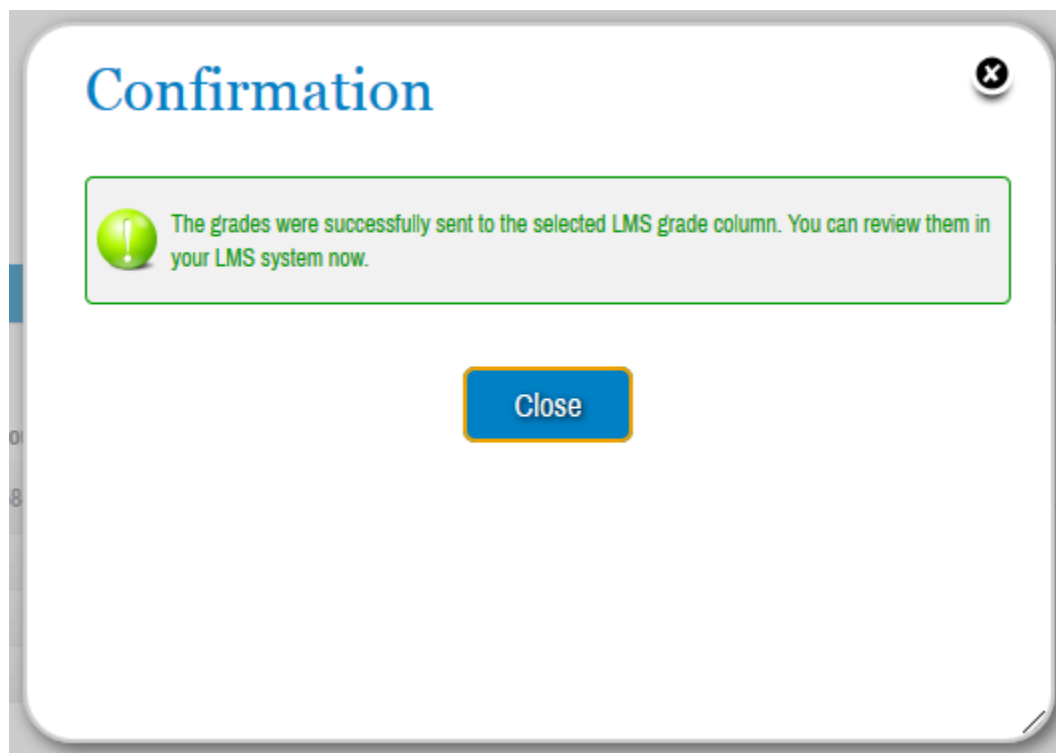 Confirmation
The grades were successfully sent to the selected LMS grade column. You can review them in
your LMS system now.
Close